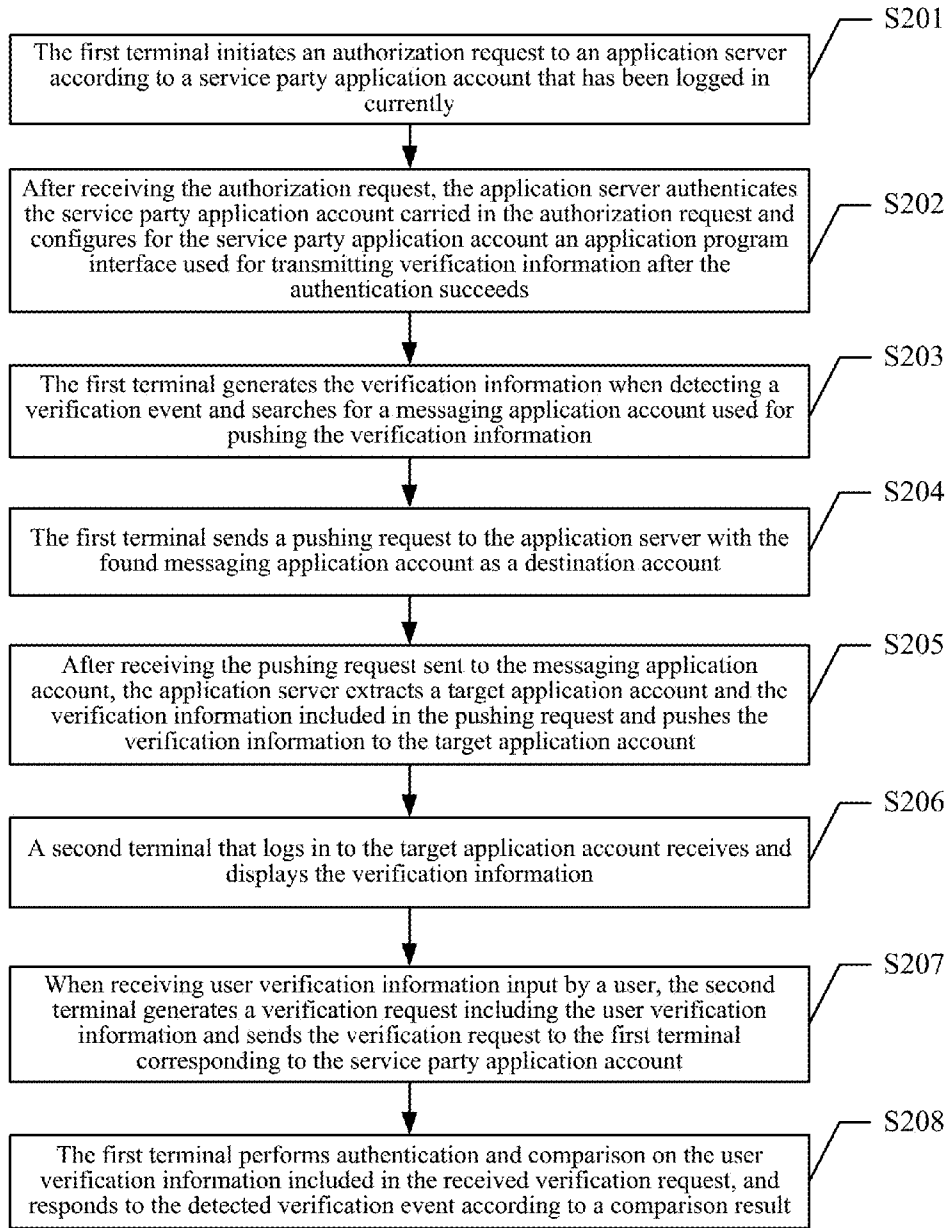 S201
The first terminal initiates an authorization request to an application server
according to a service party application account that has been logged in
currently
S202
After receiving the authorization request, the application server authenticates
the service party application account carried in the authorization request and
configures for the service party application account an application program
interface used for transmitting verification information after the
authentication succeeds
S203
The first terminal generates the verification information when detecting a
verification event and searches for a messaging application account used for
pushing the verification information
S204
The first terminal sends a pushing request to the application server with the
found messaging application account as a destination account
S205
After receiving the pushing request sent to the messaging application
account, the application server extracts a target application account and the
verification information included in the pushing request and pushes the
verification information to the target application account
S206
A second terminal that logs in to the target application account receives and
displays the verification information
S207
When receiving user verification information input by a user, the second
terminal generates a verification request including the user verification
information and sends the verification request to the first terminal
corresponding to the service party application account
S208
The first terminal performs authentication and comparison on the user
verification information included in the received verification request, and
responds to the detected verification event according to a comparison result